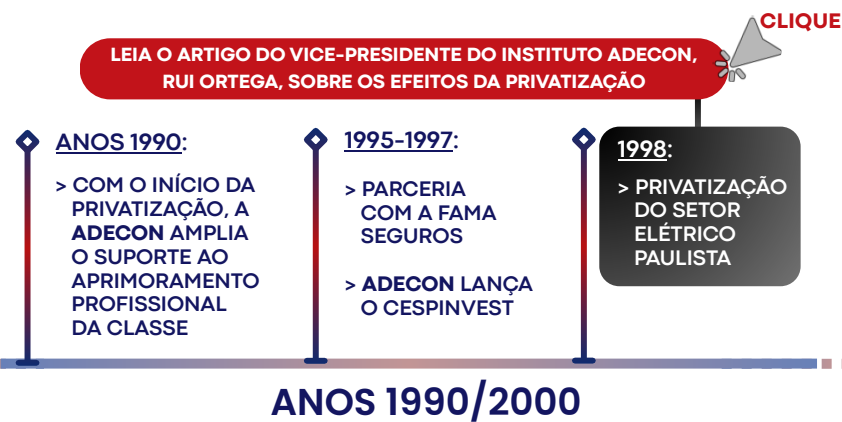 CLIQUE
LEIA O ARTIGO DO VICE-PRESIDENTE DO INSTITUTO ADECON,
RUI ORTEGA, SOBRE OS EFEITOS DA PRIVATIZAÇÃO
ANOS 1990:
> COM O INÍCIO DA
PRIVATIZAÇÃO, A
ADECON AMPLIA
O SUPORTE AO
APRIMORAMENTO
PROFISSIONAL
DA CLASSE
1995-1997:
> PARCERIA
COM A FAMA
SEGUROS
> ADECON LANÇA
O CESPINVEST
1998:
> PRIVATIZAÇÃO
DO SETOR
ELÉTRICO
PAULISTA
ANOS 1990/2000